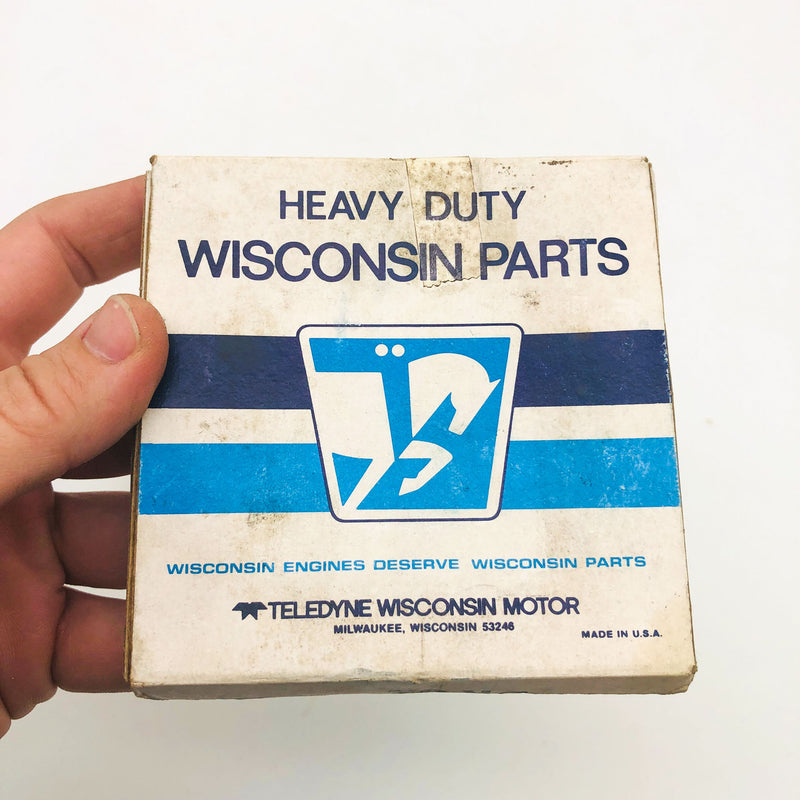 HEAVY DUTY
WISCONSIN PARTS
WISCONSIN ENGINES DESERVE WISCONSIN PARTS
TELEDYNE WISCONSIN MOTOR
MILWAUKEE, WISCONSIN 53246
MADE IN U.S.A.